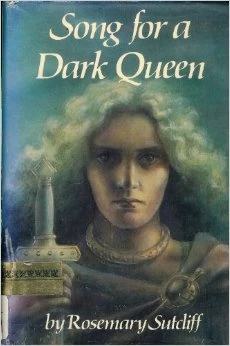 Song for a
Dark Queen
by Rosemary Sutcliff